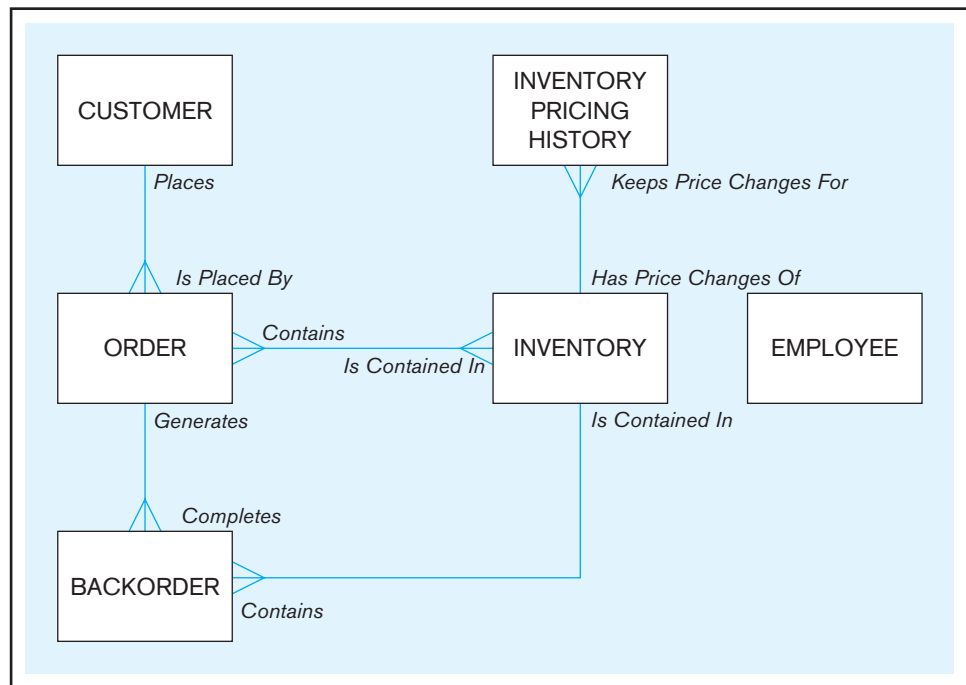 CUSTOMER
INVENTORY
PRICING
HISTORY
Places
Keeps Price Changes For
Is Placed By
Has Price Changes Of
ORDER
Contains
Is Contained In
INVENTORY
EMPLOYEE
Generates
Is Contained In
Completes
BACKORDER
Contains